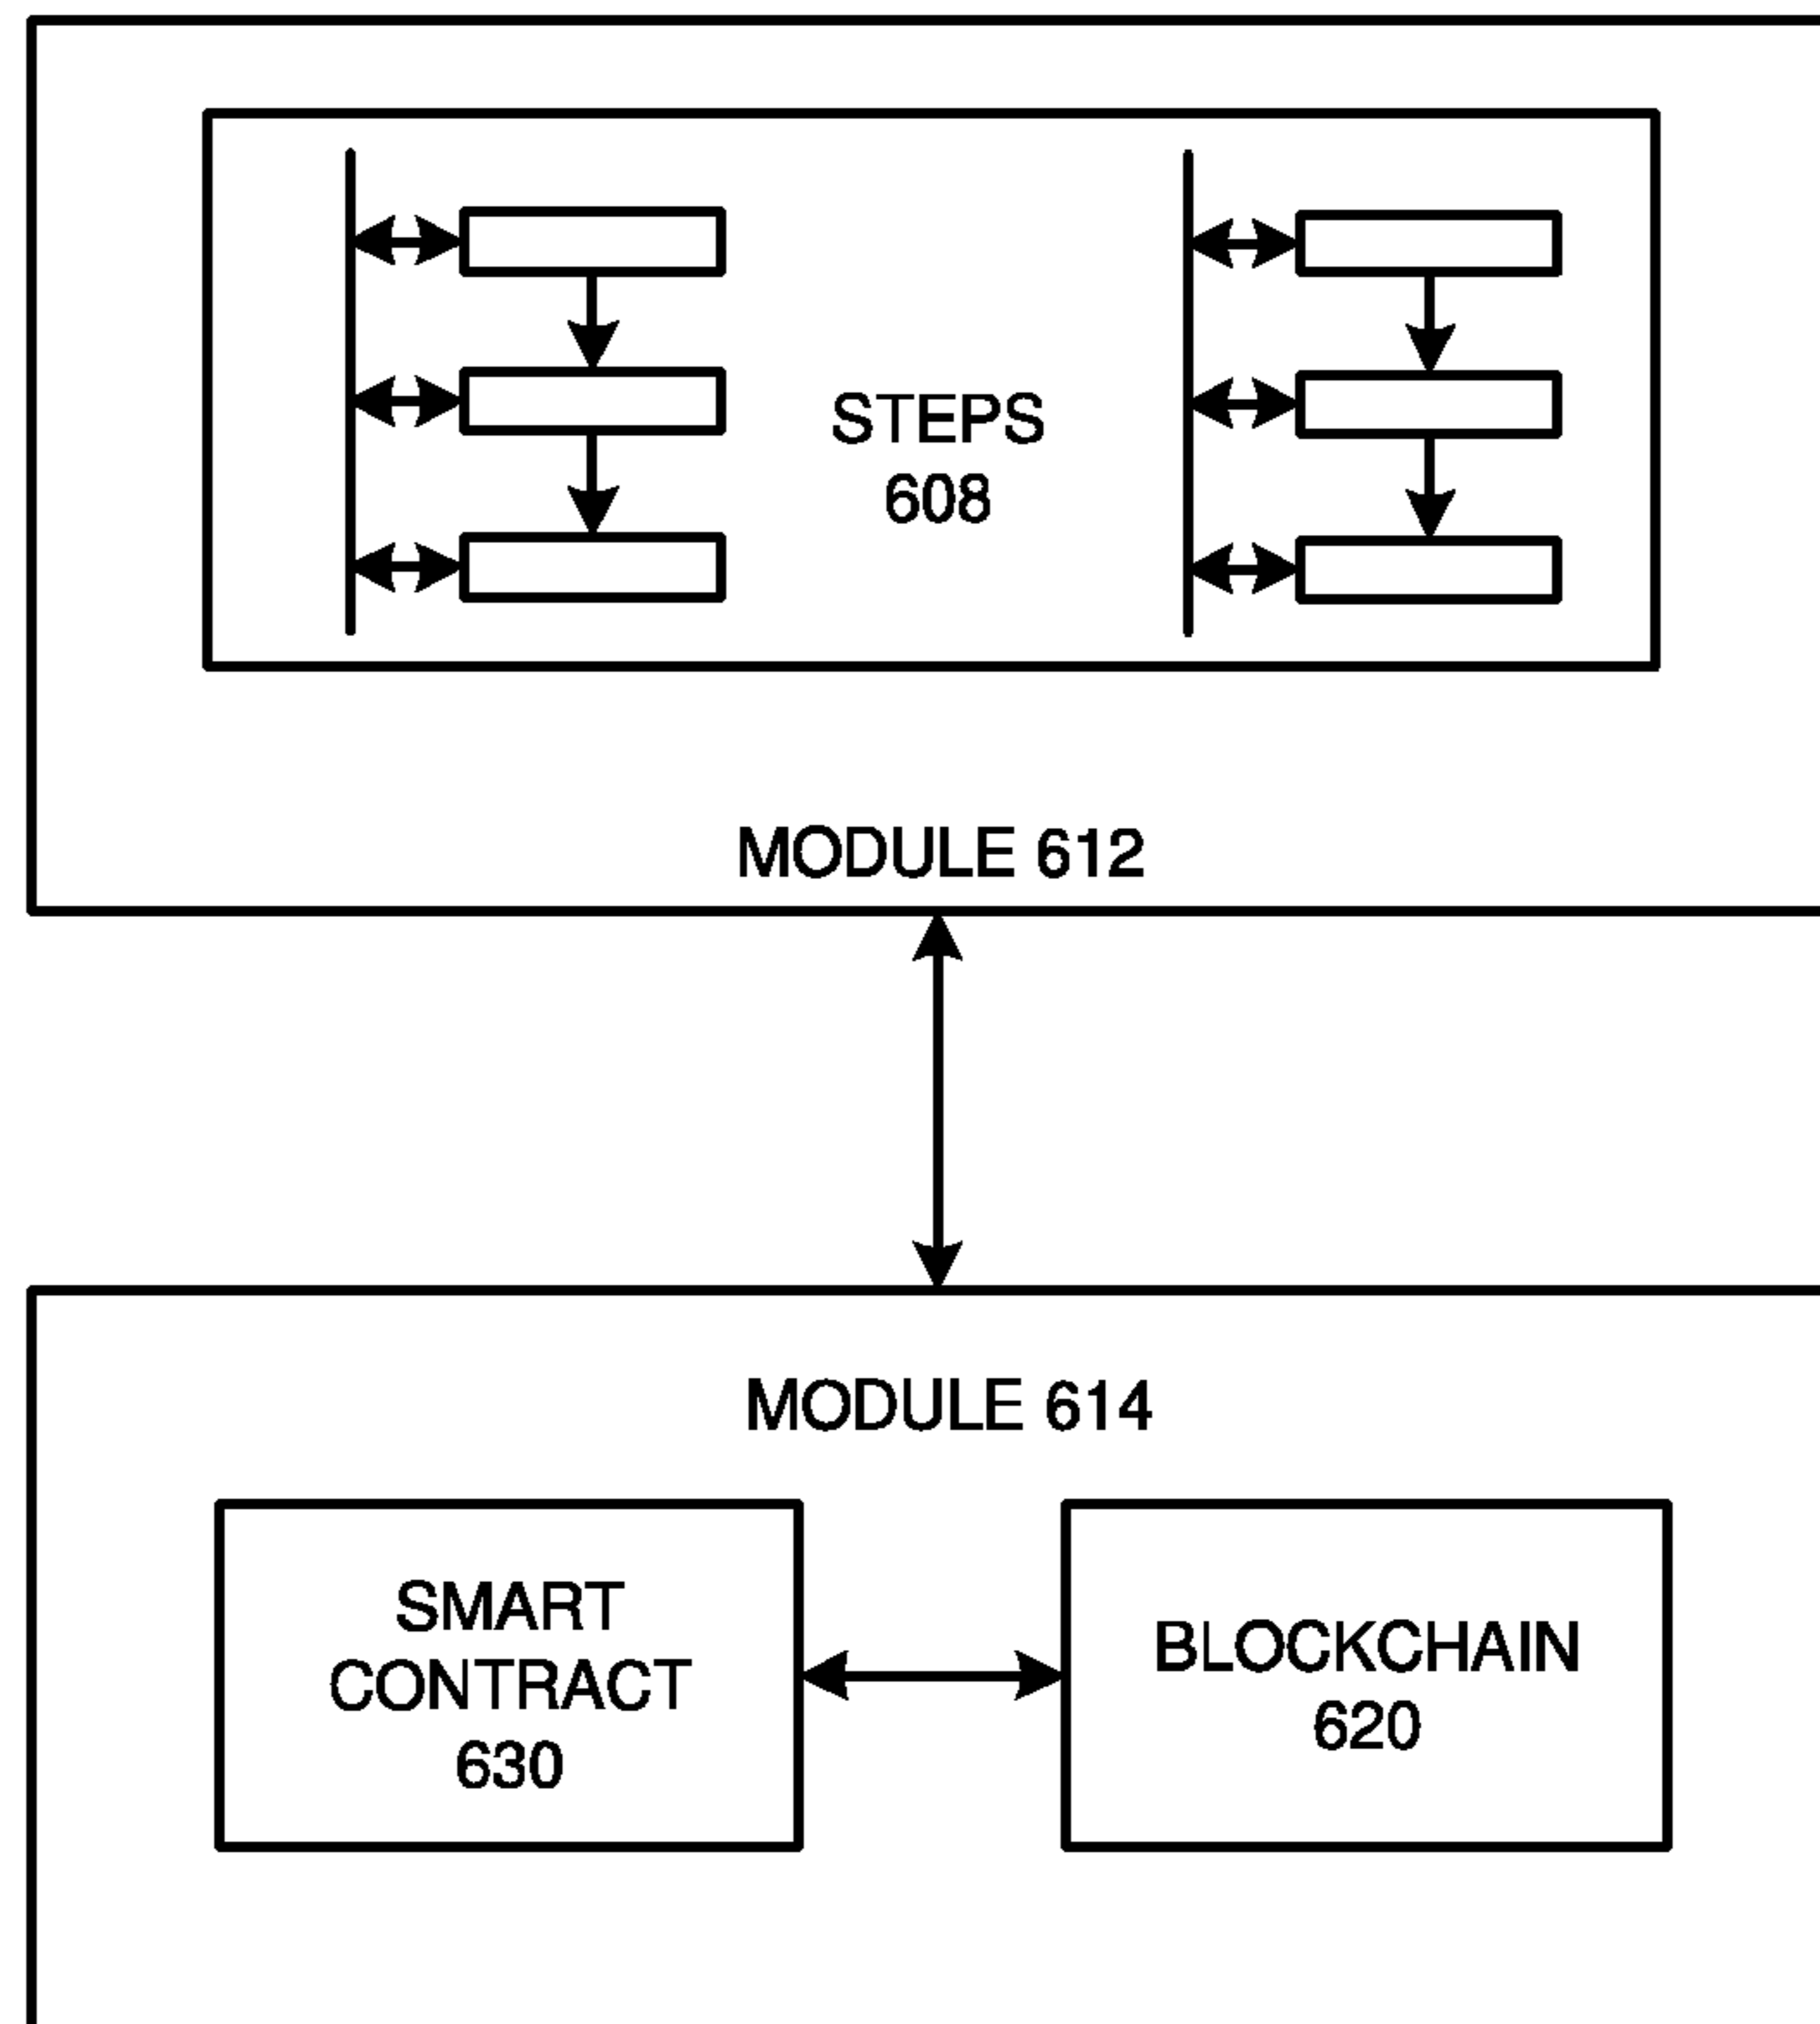 STEPS
608
MODULE 612
MODULE 614
SMART
CONTRACT
630
BLOCKCHAIN
620